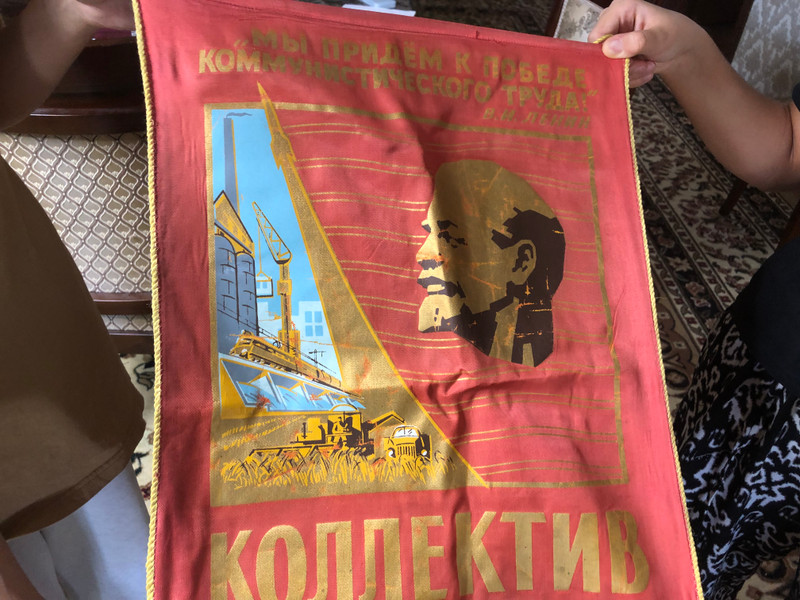 „МЫ ПРИДЁМ К ПОБЕДЕ
КОММУНИСТИЧЕСКОГО ТРУДА!"
В.И. ЛЕНИН
КОЛЛЕКТИВ